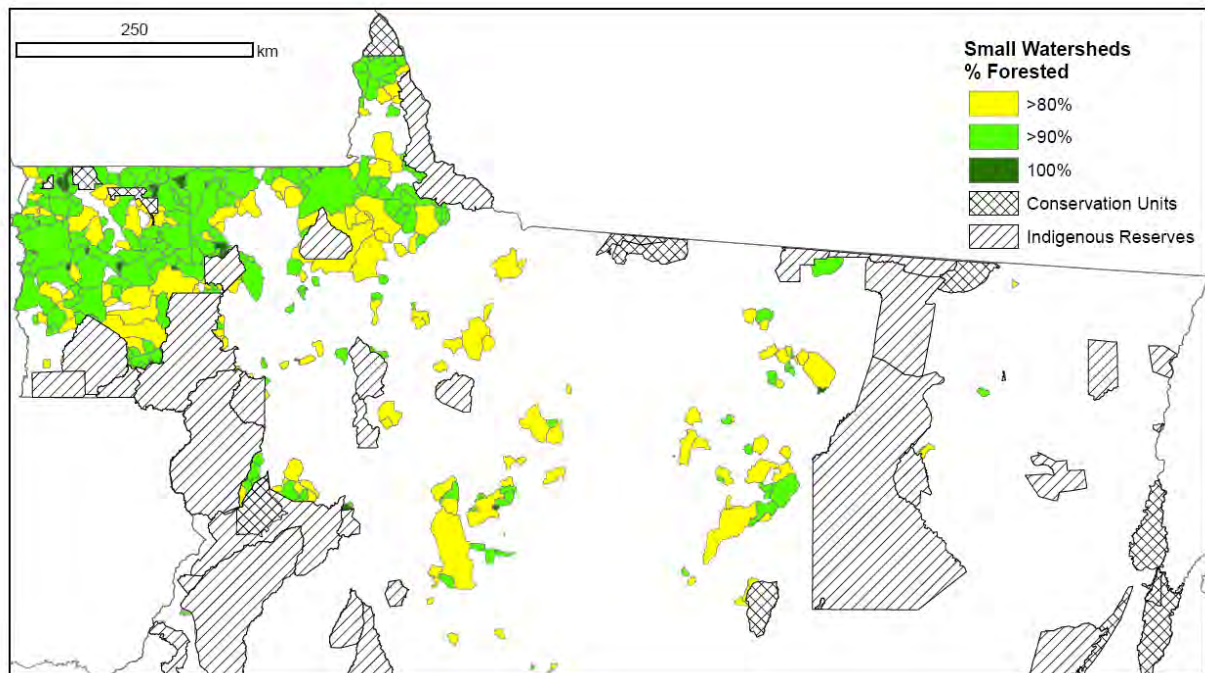 250
km
Small Watersheds
% Forested
>80%
>90%
100%
Conservation Units
Indigenous Reserves